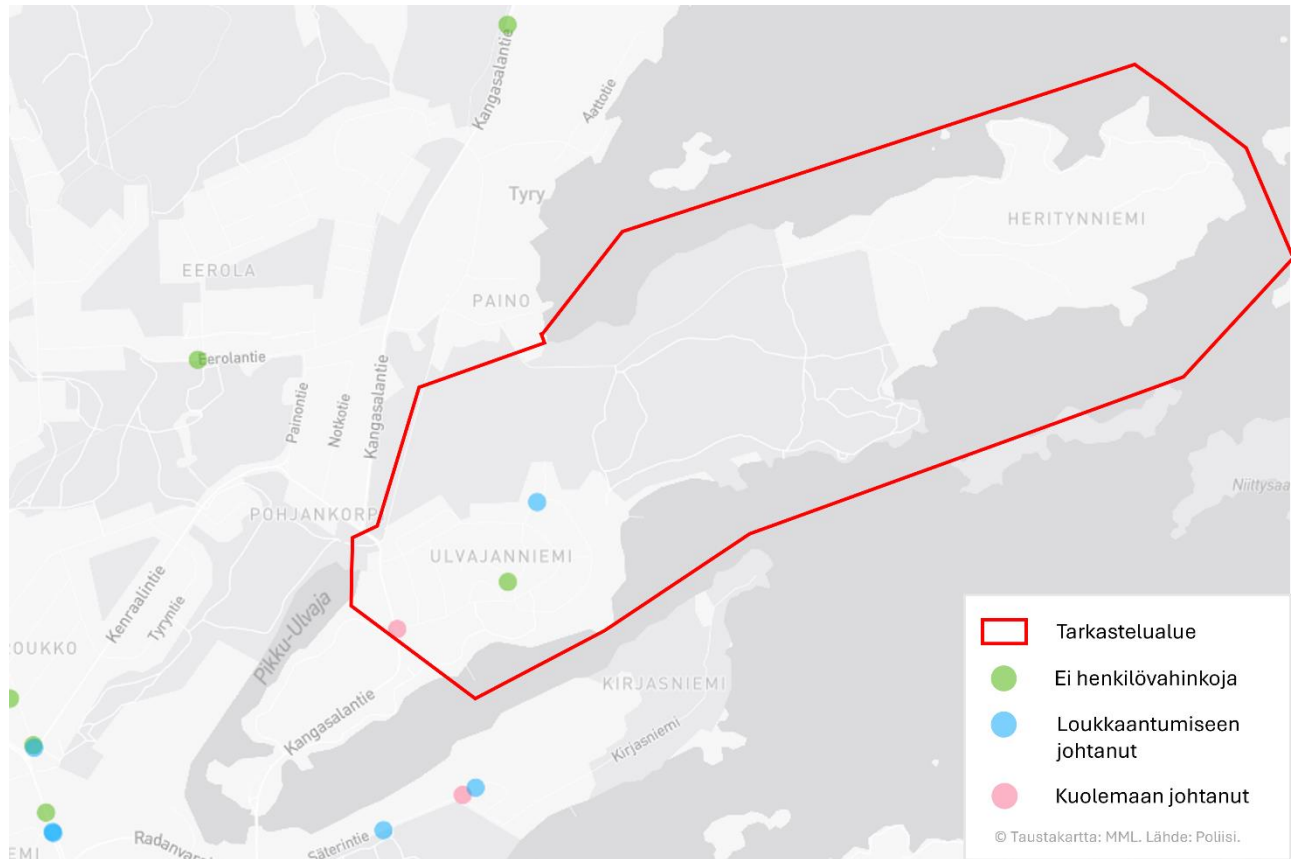 Kangasalantie
Aattotie
Tyry
HERITYNNIEMI
EEROLA
PAINO
Eerolantie
Painontie
Notkotie
Kangasalantie
Niittysaa
POHJANKORP
ULVAJANNIEMI
Kenraalintie
Tyryntie
Pikku-Ulvaja
OUKKO
KIRJASNIEMI
Kangasalantie
Kirjasniemi
Säterintie
Radanvar
EMI
Tarkastelualue
Ei henkilövahinkoja
Loukkaantumiseen
johtanut
Kuolemaan johtanut
© Taustakartta: MML. Lähde: Poliisi.